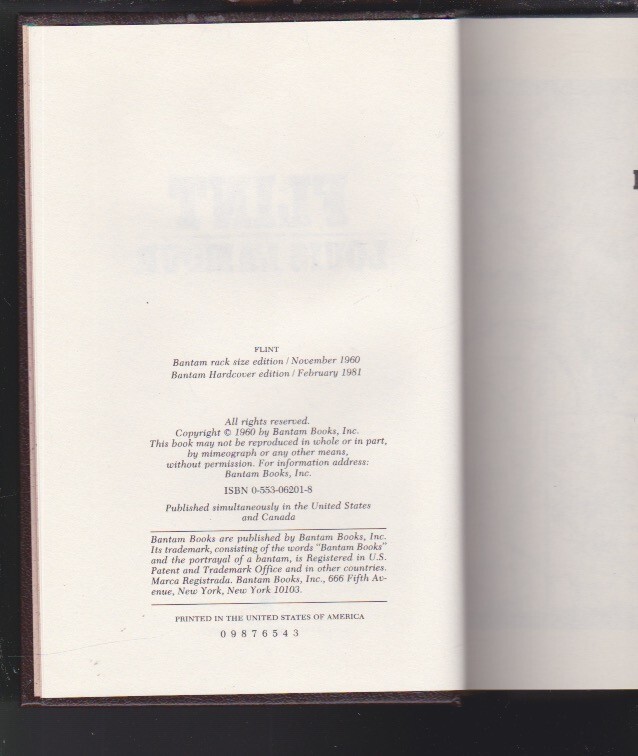 FLINT
Bantam rack size edition / November 1960
Bantam Hardcover edition / February 1981
All rights reserved.
Copyright © 1960 by Bantam Books, Inc.
This book may not be reproduced in whole or in part,
by mimeograph or any other means,
without permission. For information address:
Bantam Books, Inc.
ISBN 0-553-06201-8
Published simultaneously in the United States
and Canada
Bantam Books are published by Bantam Books, Inc.
Its trademark, consisting of the words "Bantam Books"
and the portrayal of a bantam, is Registered in U.S.
Patent and Trademark Office and in other countries.
Marca Registrada. Bantam Books, Inc., 666 Fifth Av-
enue, New York, New York 10103.
PRINTED IN THE UNITED STATES OF AMERICA
0 9 8 7 6 5 4 3